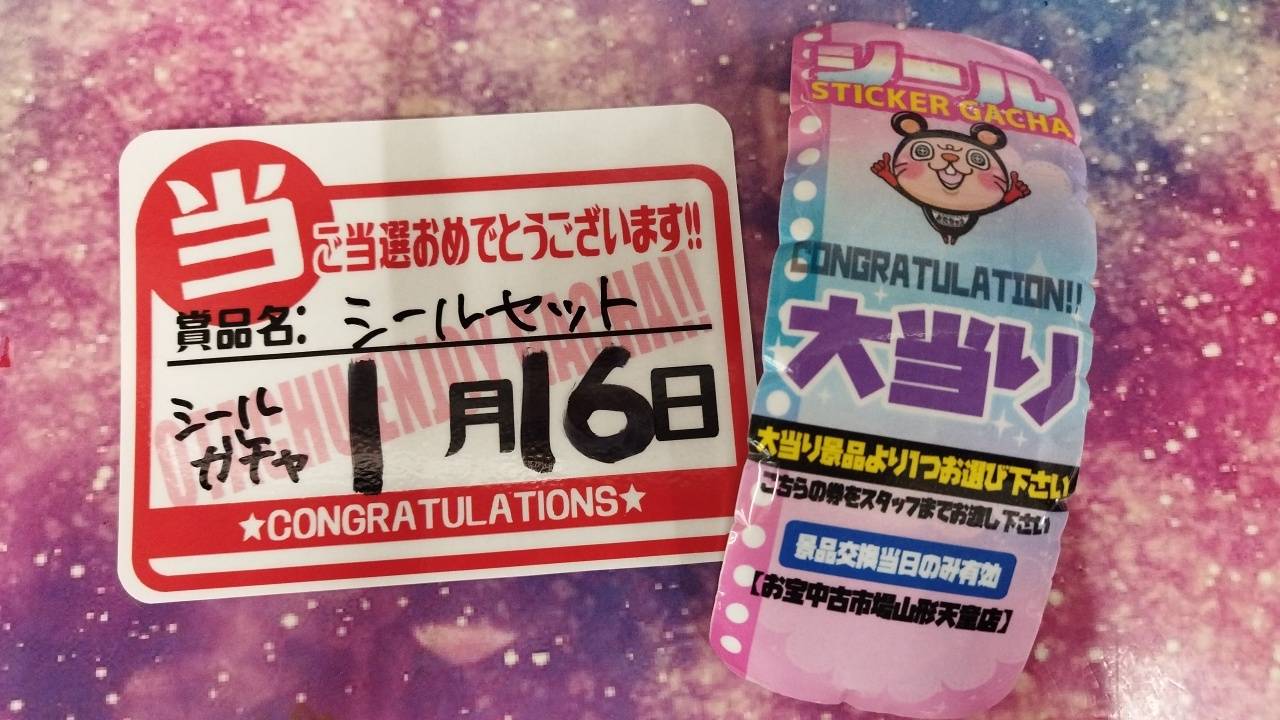 当
ご当選おめでとうございます!!
賞品名: シールセット
シール
ガチャ
1月16日
★CONGRATULATIONS★
シール
STICKER GACHA
CONGRATULATION!!
大当り
大当り景品より1つお選び下さい
こちらの券をスタッフまでお渡し下さい
景品交換当日のみ有効
【お宝中古市場山形天童店】